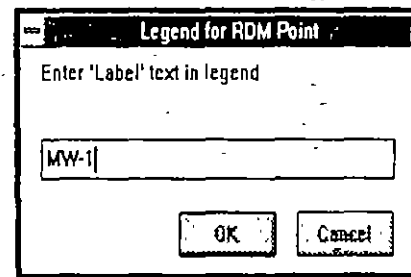 Legend for RDM Point
Enter 'Label' text in legend
MW-1
OK Cancel